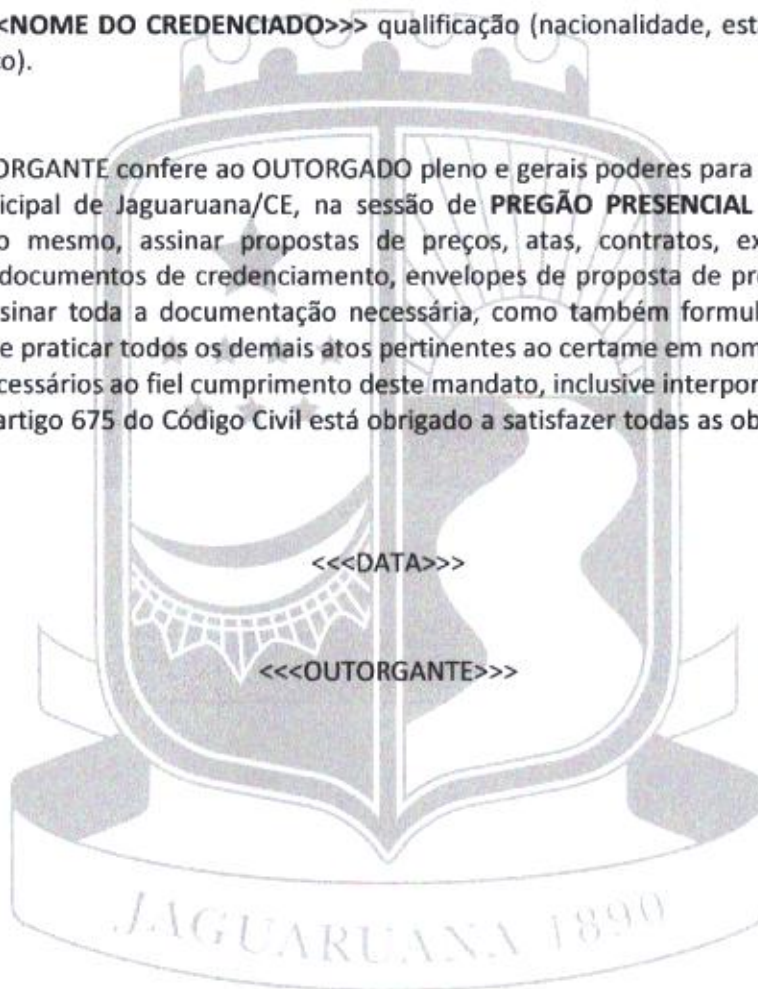 <NOME DO CREDENCIADO>>> qualificação (nacionalidade, est
co).
ORGANTE confere ao OUTORGADO pleno e gerais poderes para
icipal de Jaguaruana/CE, na sessão de PREGÃO PRESENCIAL
o mesmo, assinar propostas de preços, atas, contratos, ex
documentos de credenciamento, envelopes de proposta de pre
sinar toda a documentação necessária, como também formul
e praticar todos os demais atos pertinentes ao certame em nom
cessários ao fiel cumprimento deste mandato, inclusive interpor
artigo 675 do Código Civil está obrigado a satisfazer todas as ob
<<<DATA>>>
<<<OUTORGANTE>>>
JAGUARUANA 1890